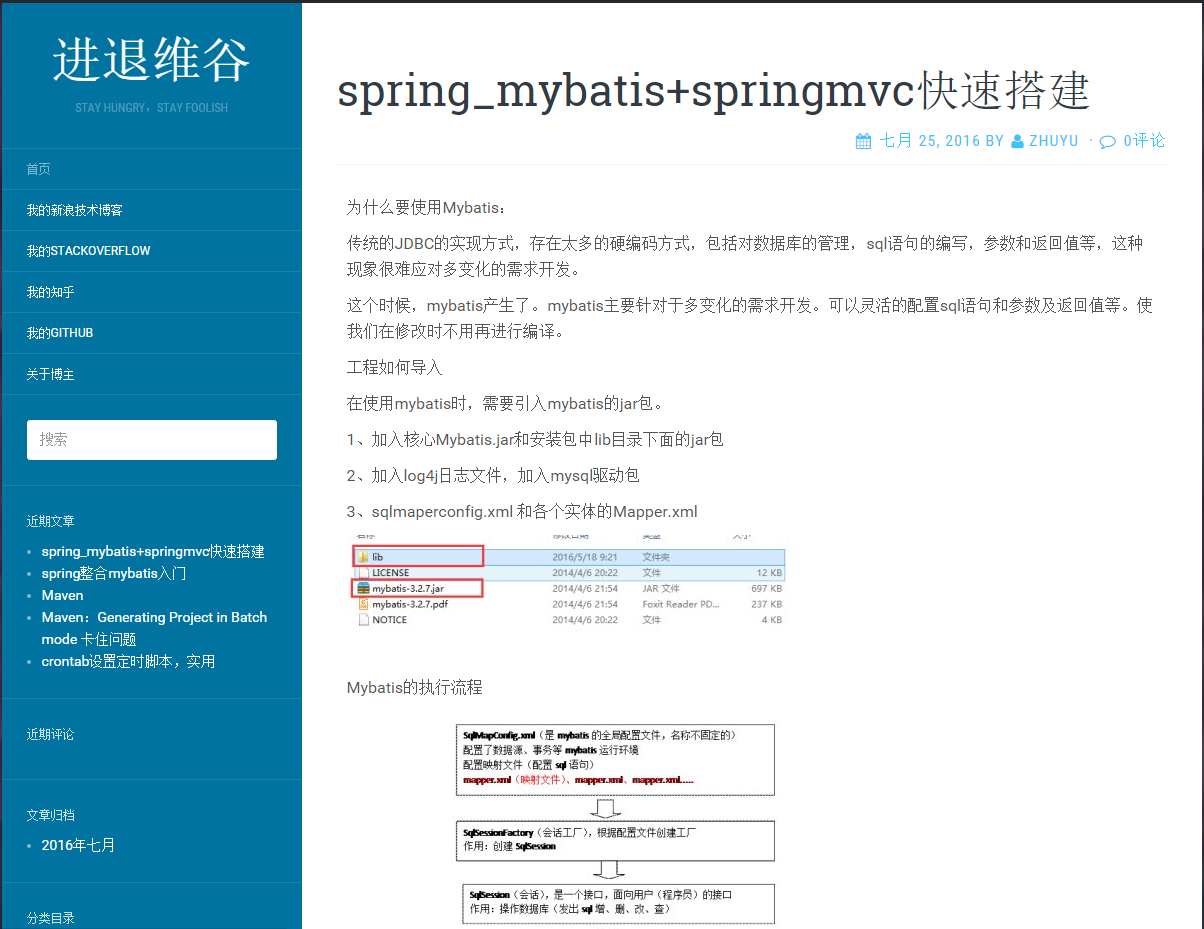 进退维谷
STAY HUNGRY，STAY FOOLISH
首页
我的新浪技术博客
我的STACKOVERFLOW
我的知乎
我的GITHUB
关于博主
搜索
近期文章
spring_mybatis+springmvc快速搭建
spring整合mybatis入门
Maven
Maven：Generating Project in Batch
mode 卡住问题
crontab设置定时脚本，实用
近期评论
文章归档
2016年七月
分类目录
spring_mybatis+springmvc快速搭建
七月 25, 2016 BY ZHUYU · 0评论
为什么要使用Mybatis：
传统的JDBC的实现方式，存在太多的硬编码方式，包括对数据库的管理，sql语句的编写，参数和返回值等，这种
现象很难应对多变化的需求开发。
这个时候，mybatis产生了。mybatis主要针对于多变化的需求开发。可以灵活的配置sql语句和参数及返回值等。使
我们在修改时不用再进行编译。
工程如何导入
在使用mybatis时，需要引入mybatis的jar包。
1、加入核心Mybatis.jar和安装包中lib目录下面的jar包
2、加入log4j日志文件，加入mysql驱动包
3、sqlmaperconfig.xml 和各个实体的Mapper.xml
lib 2016/5/18 9:21 文件夹
LICENSE 2014/4/6 20:22 文件 12 KB
mybatis-3.2.7.jar 2014/4/6 21:54 JAR 文件 697 KB
mybatis-3.2.7.pdf 2014/4/6 21:54 Foxit Reader PD... 237 KB
NOTICE 2014/4/6 20:22 文件 4 KB
Mybatis的执行流程
SqlMapConfig.xml（是 mybatis 的全局配置文件，名称不固定的）
配置了数据源、事务等 mybatis 运行环境
配置映射文件（配置 sql 语句）
mapper.xml（映射文件）、mapper.xml、mapper.xml.....
SqlSessionFactory（会话工厂），根据配置文件创建工厂
作用：创建 SqlSession
SqlSession（会话），是一个接口，面向用户（程序员）的接口
作用：操作数据库（发出 sql 增、删、改、查）